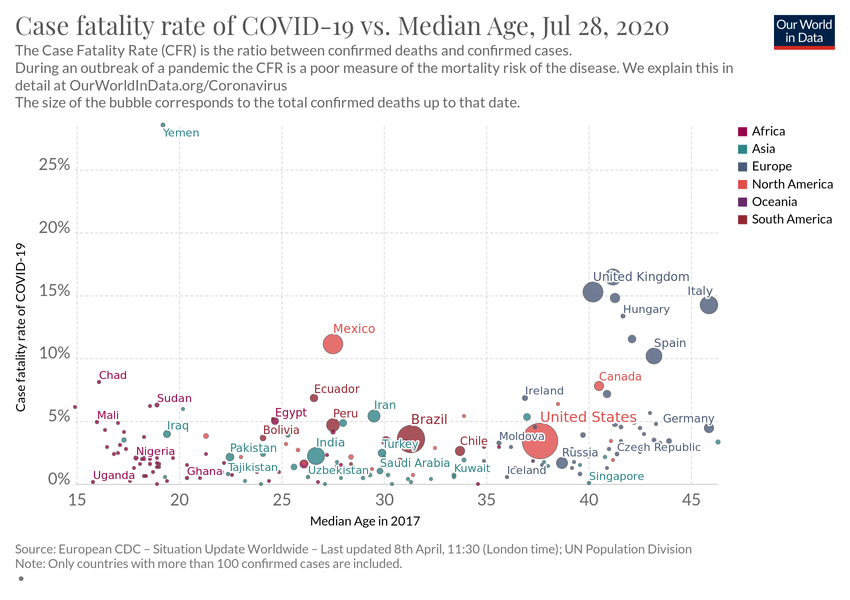 Case fatality rate of COVID-19 vs. Median Age, Jul 28, 2020
Our World
in Data
The Case Fatality Rate (CFR) is the ratio between confirmed deaths and confirmed cases.
During an outbreak of a pandemic the CFR is a poor measure of the mortality risk of the disease. We explain this in
detail at OurWorldInData.org/Coronavirus
The size of the bubble corresponds to the total confirmed deaths up to that date.
Yemen
Africa
Asia
Europe
North America
Oceania
South America
25%
20%
15%
10%
5%
0%
Case fatality rate of COVID-19
United Kingdom
Italy
Hungary
Mexico
Spain
Chad
Canada
Ecuador
Ireland
Sudan
Iran
Mali
Egypt
Peru
Brazil
United States
Germany
Iraq
Bolivia
Nigeria
Pakistan
India
Turkey
Chile
Moldova
Russia
Czech Republic
Uganda
Ghana
Tajikistan
Uzbekistan
Saudi Arabia
Kuwait
Iceland
Singapore
15
20
25
30
35
40
45
Median Age in 2017
Source: European CDC – Situation Update Worldwide – Last updated 8th April, 11:30 (London time); UN Population Division
Note: Only countries with more than 100 confirmed cases are included.